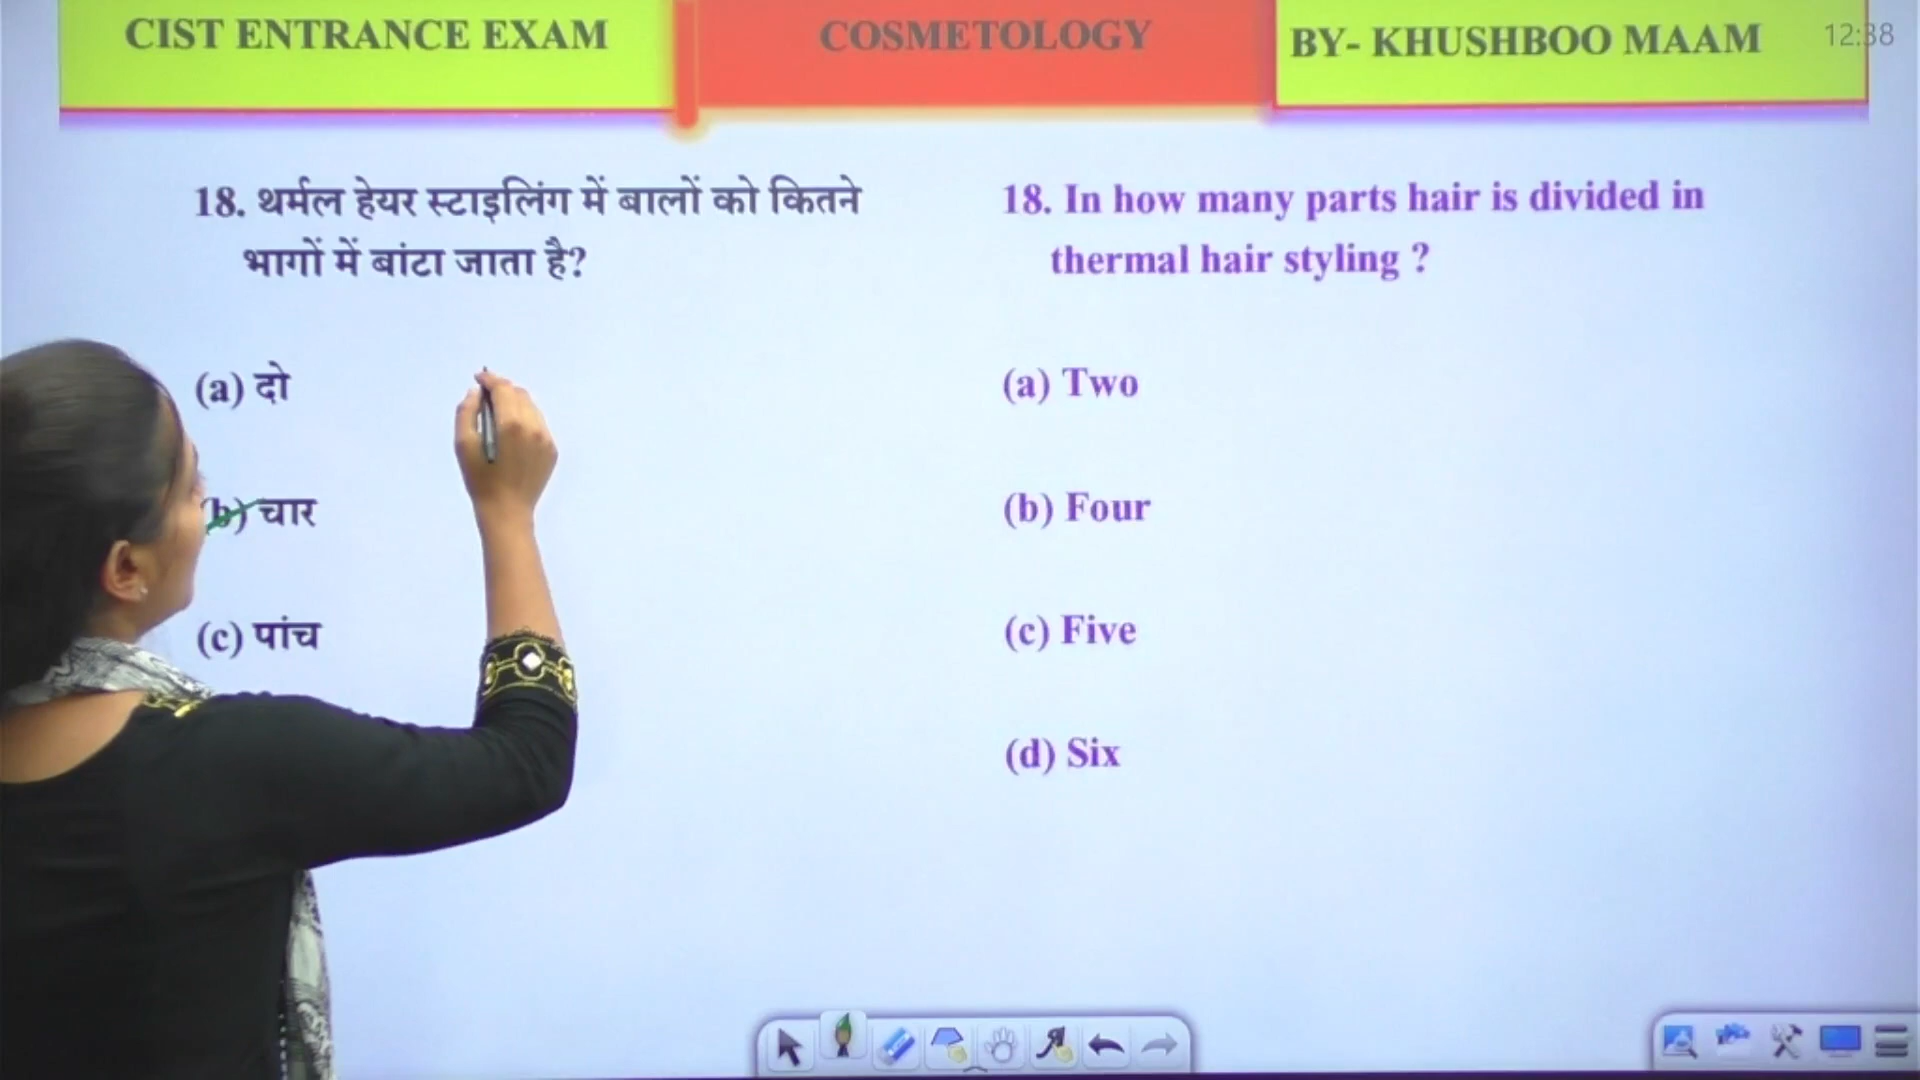 CIST ENTRANCE EXAM
COSMETOLOGY
BY- KHUSHBOO MAAM
12:38
18. थर्मल हेयर स्टाइलिंग में बालों को कितने
भागों में बांटा जाता है?
(a) दो
(b) चार
(c) पांच
18. In how many parts hair is divided in
thermal hair styling ?
(a) Two
(b) Four
(c) Five
(d) Six